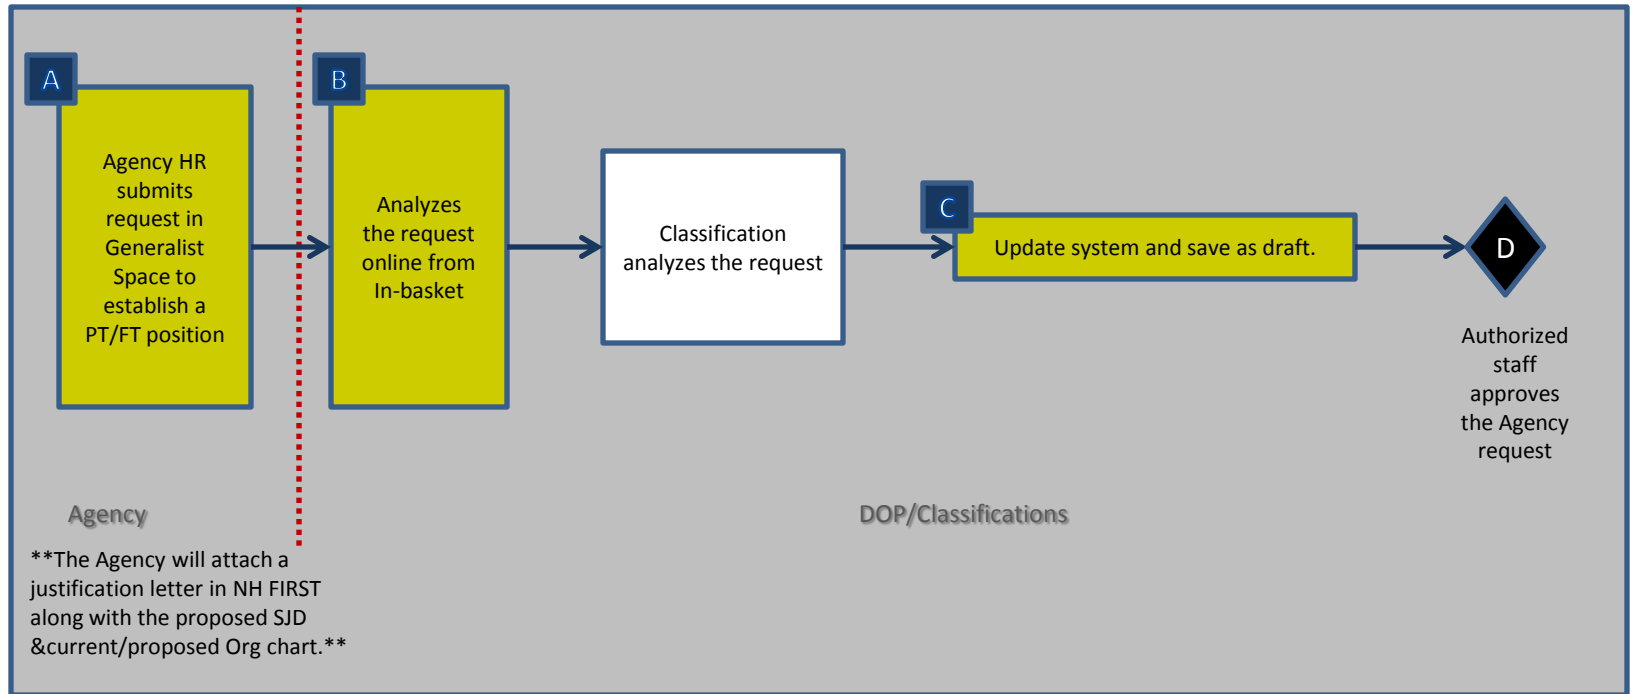 A
Agency HR
submits
request in
Generalist
Space to
establish a
PT/FT position
B
Analyzes
the request
online from
In-basket
Classification
analyzes the request
C
Update system and save as draft.
D
Authorized
staff
approves
the Agency
request
Agency
DOP/Classifications
**The Agency will attach a
justification letter in NH FIRST
along with the proposed SJD
&current/proposed Org chart.**